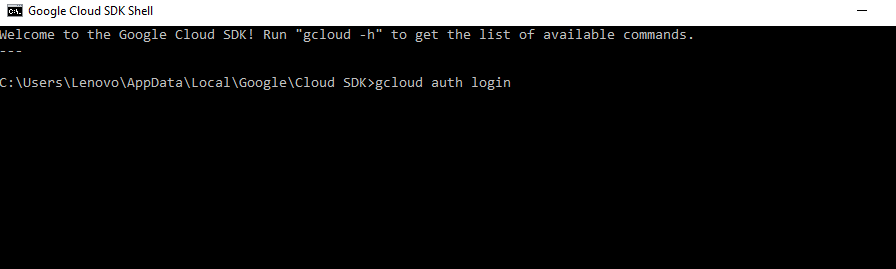 Google Cloud SDK Shell
Welcome to the Google Cloud SDK! Run "gcloud -h" to get the list of available commands.
---
C:\Users\Lenovo\AppData\Local\Google\Cloud SDK>gcloud auth login